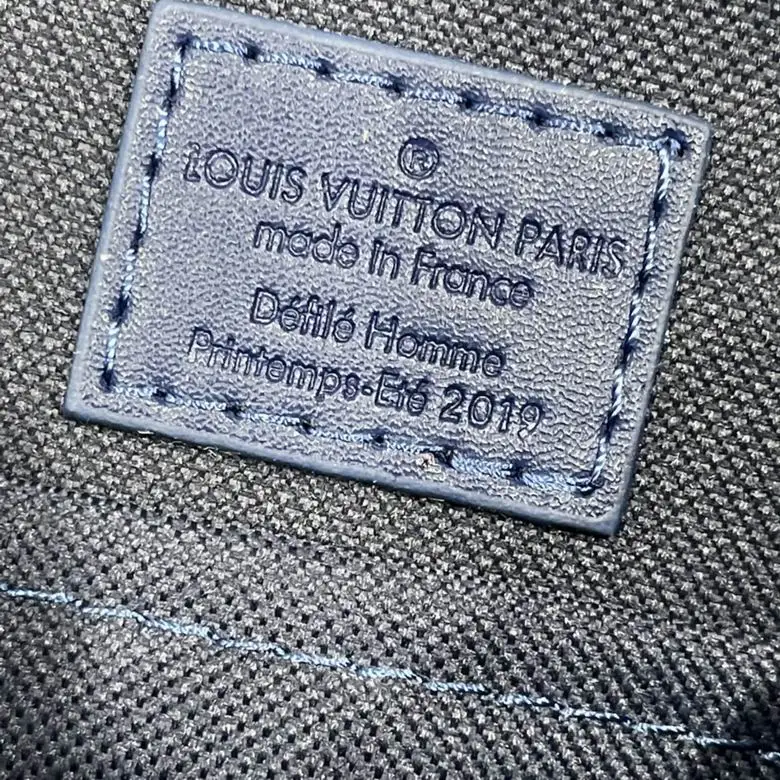 ®
LOUIS VUITTON PARIS
made in France
Défilé Homme
Printemps-Eté 2019